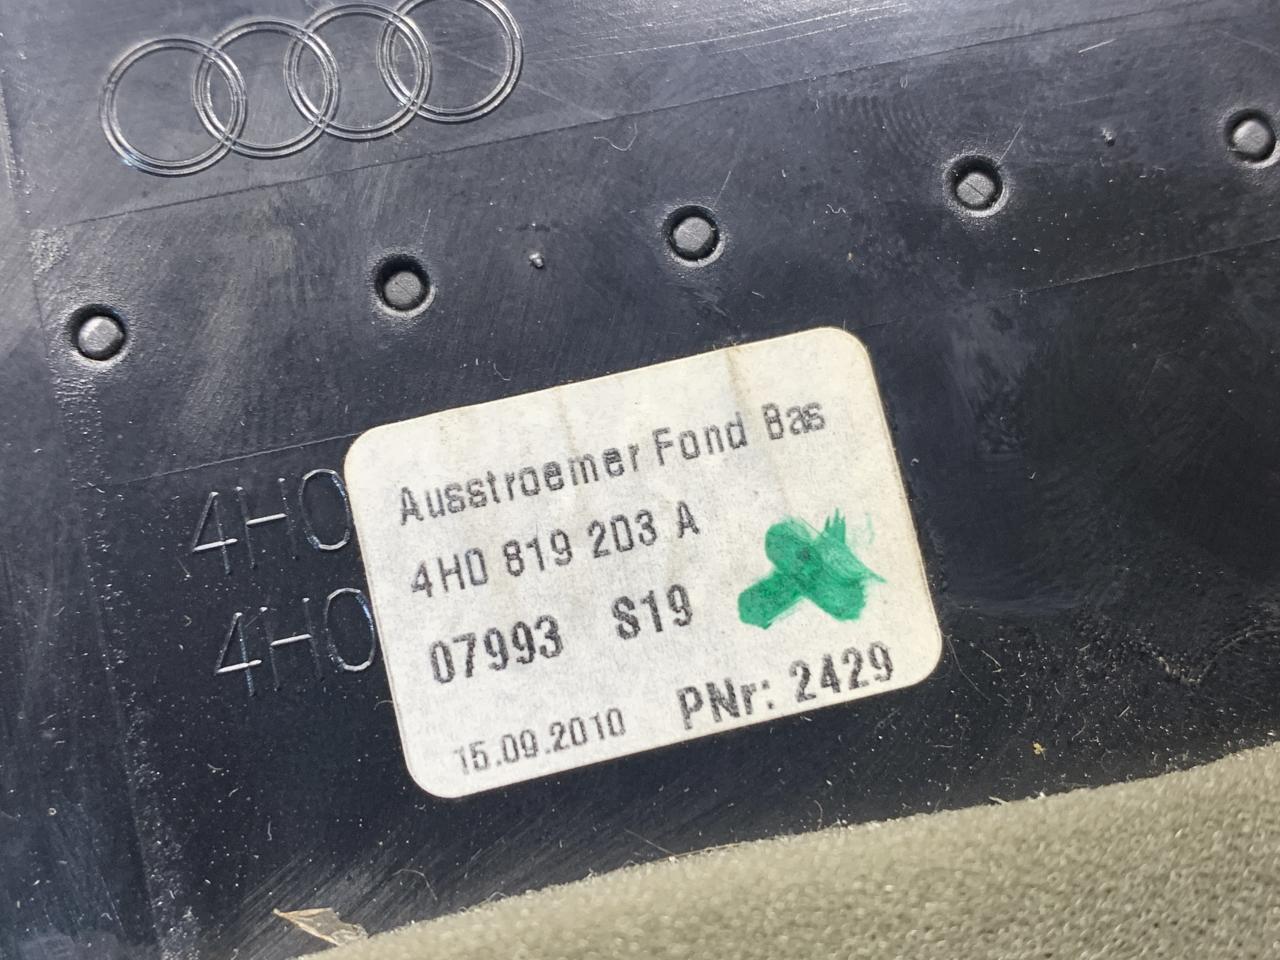 Ausstroemer Fond Bas
4H0 819 203 A
07993 S19
15.09.2010 PNr: 2429
4H0
4H0